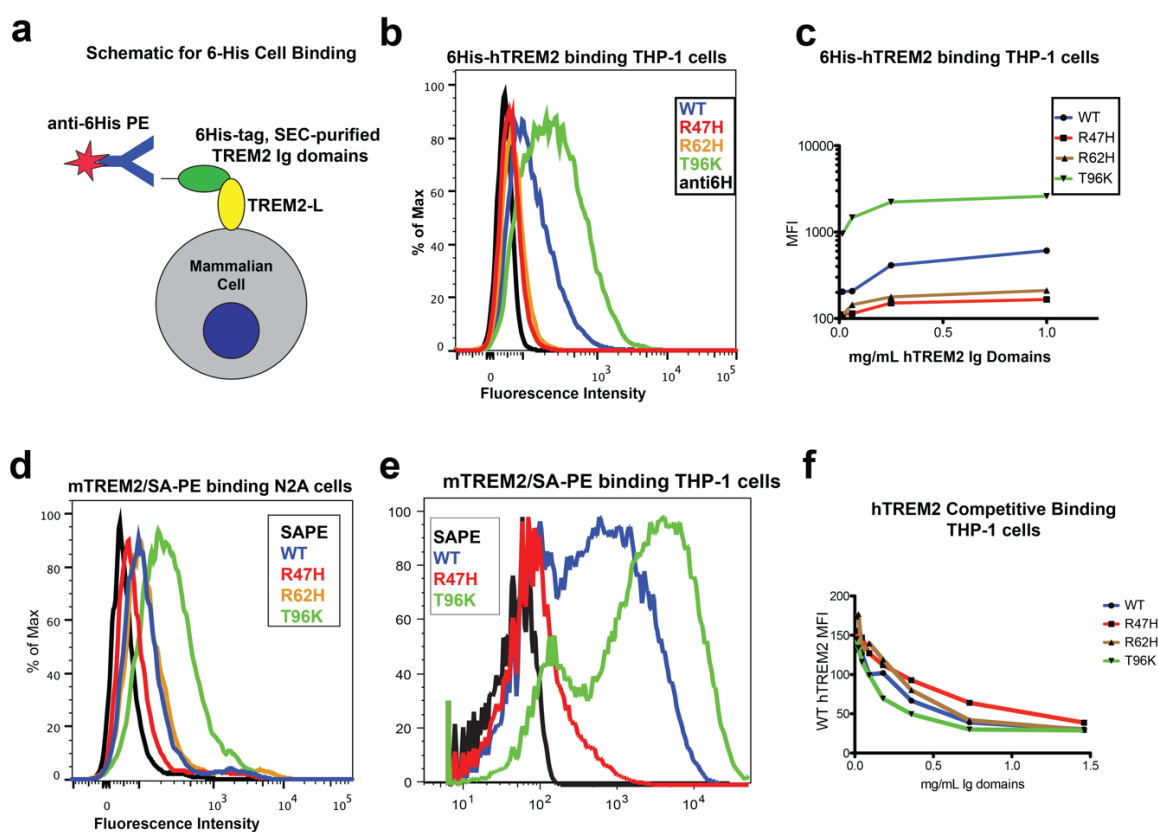 a
Schematic for 6-His Cell Binding
anti-6His PE
6His-tag, SEC-purified
TREM2 Ig domains
TREM2-L
Mammalian
Cell
b
6His-hTREM2 binding THP-1 cells
% of Max
100
80
60
40
20
0
WT
R47H
R62H
T96K
anti6H
0
10³
10⁴
10⁵
Fluorescence Intensity
c
6His-hTREM2 binding THP-1 cells
WT
R47H
R62H
T96K
MFI
10000
1000
100
0.0
0.5
1.0
mg/mL hTREM2 Ig Domains
d
mTREM2/SA-PE binding N2A cells
% of Max
100
80
60
40
20
0
SAPE
WT
R47H
R62H
T96K
0
10³
10⁴
10⁵
Fluorescence Intensity
e
mTREM2/SA-PE binding THP-1 cells
100
80
60
40
20
0
SAPE
WT
R47H
T96K
10¹
10²
10³
10⁴
f
hTREM2 Competitive Binding
THP-1 cells
WT hTREM2 MFI
200
150
100
50
0
WT
R47H
R62H
T96K
0.0
0.5
1.0
1.5
mg/mL Ig domains